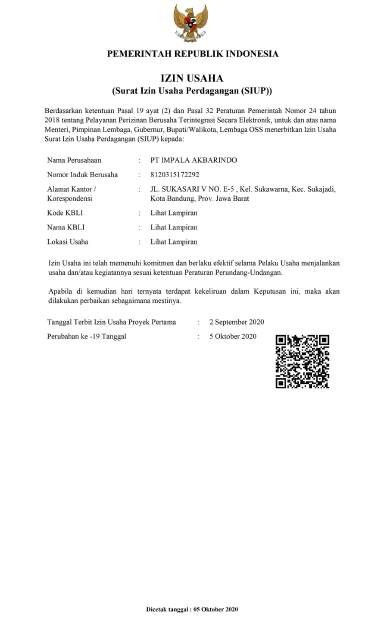 PEMERINTAH REPUBLIK INDONESIA
IZIN USAHA
(Surat Izin Usaha Perdagangan (SIUP))
Berdasarkan ketentuan Pasal 19 ayat (2) dan Pasal 32 Peraturan Pemerintah Nomor 24 tahun
2018 tentang Pelayanan Perizinan Berusaha Terintegrasi Secara Elektronik, untuk dan atas nama
Menteri, Pimpinan Lembaga, Gubernur, Bupati/Walikota, Lembaga OSS menerbitkan Izin Usaha
Surat Izin Usaha Perdagangan (SIUP) kepada:
Nama Perusahaan : PT IMPALA AKBARINDO
Nomor Induk Berusaha : 8120315172292
Alamat Kantor / : JL. SUKASARI V NO. E-5 , Kel. Sukawarna, Kec. Sukajadi,
Korespondensi Kota Bandung, Prov. Jawa Barat
Kode KBLI : Lihat Lampiran
Nama KBLI : Lihat Lampiran
Lokasi Usaha : Lihat Lampiran
Izin Usaha ini telah memenuhi komitmen dan berlaku efektif selama Pelaku Usaha menjalankan
usaha dan/atau kegiatannya sesuai ketentuan Peraturan Perundang-Undangan.
Apabila di kemudian hari ternyata terdapat kekeliruan dalam Keputusan ini, maka akan
dilakukan perbaikan sebagaimana mestinya.
Tanggal Terbit Izin Usaha Proyek Pertama : 2 September 2020
Perubahan ke -19 Tanggal : 5 Oktober 2020
Dicetak tanggal : 05 Oktober 2020